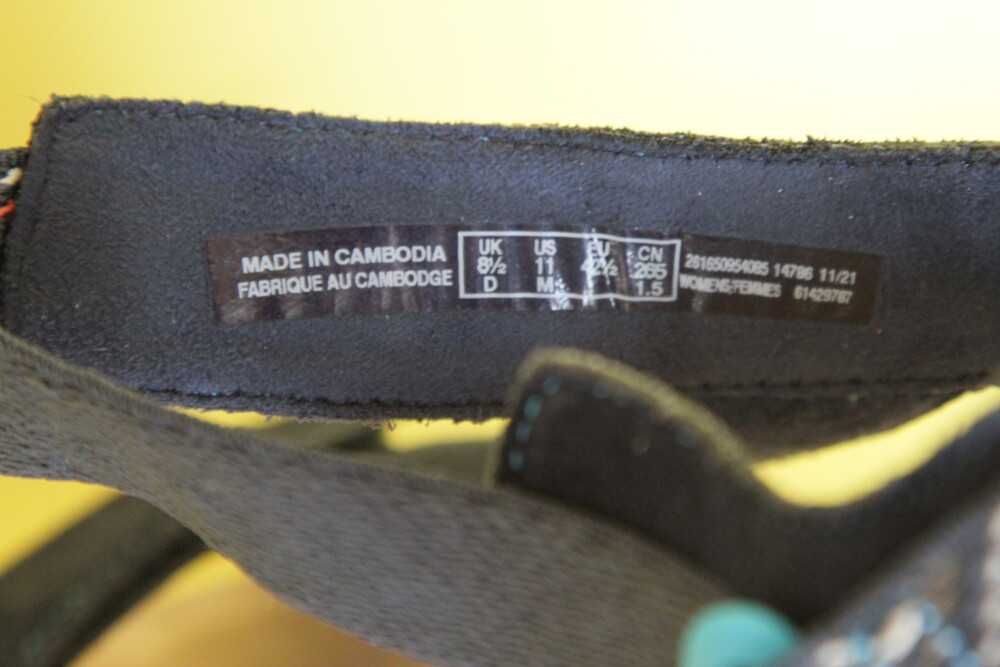 MADE IN CAMBODIA
FABRIQUE AU CAMBODGE
UK US EU CN
8½ 11 42½ 265
D M 1.5
261650954085 14786 11/21
WOMENS/FEMMES 61429767